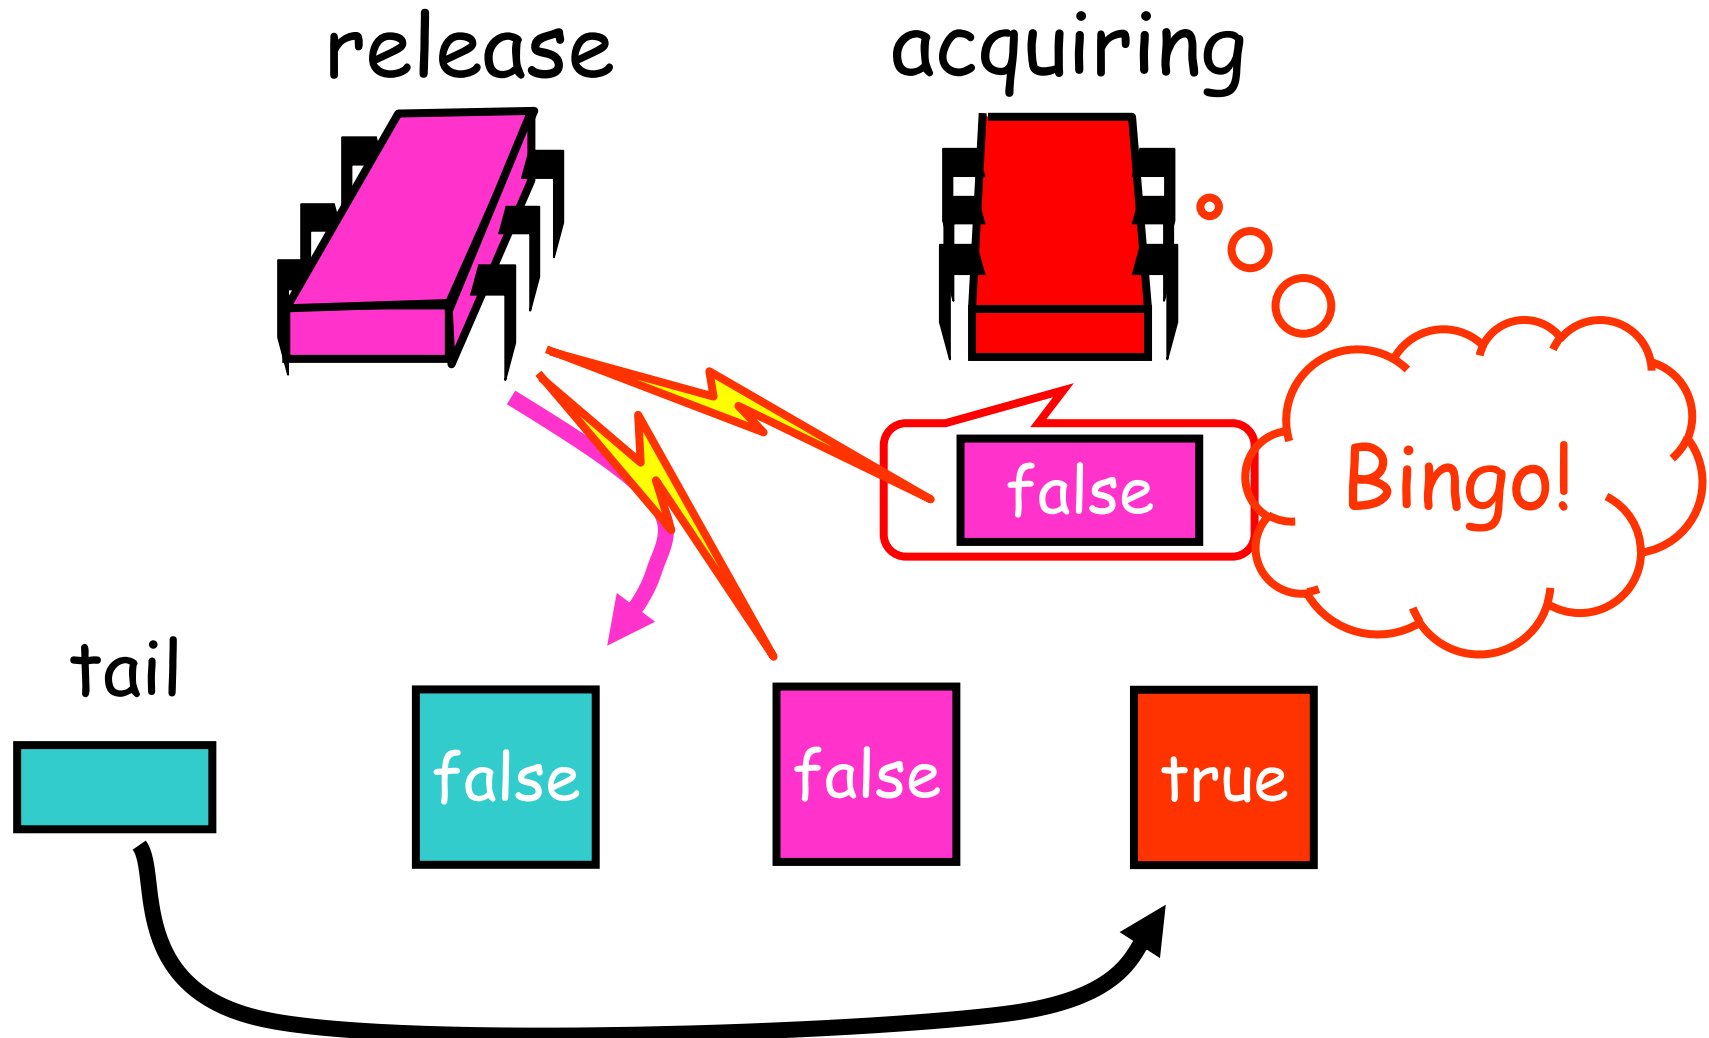 release
acquiring
false
Bingo!
tail
false
false
true